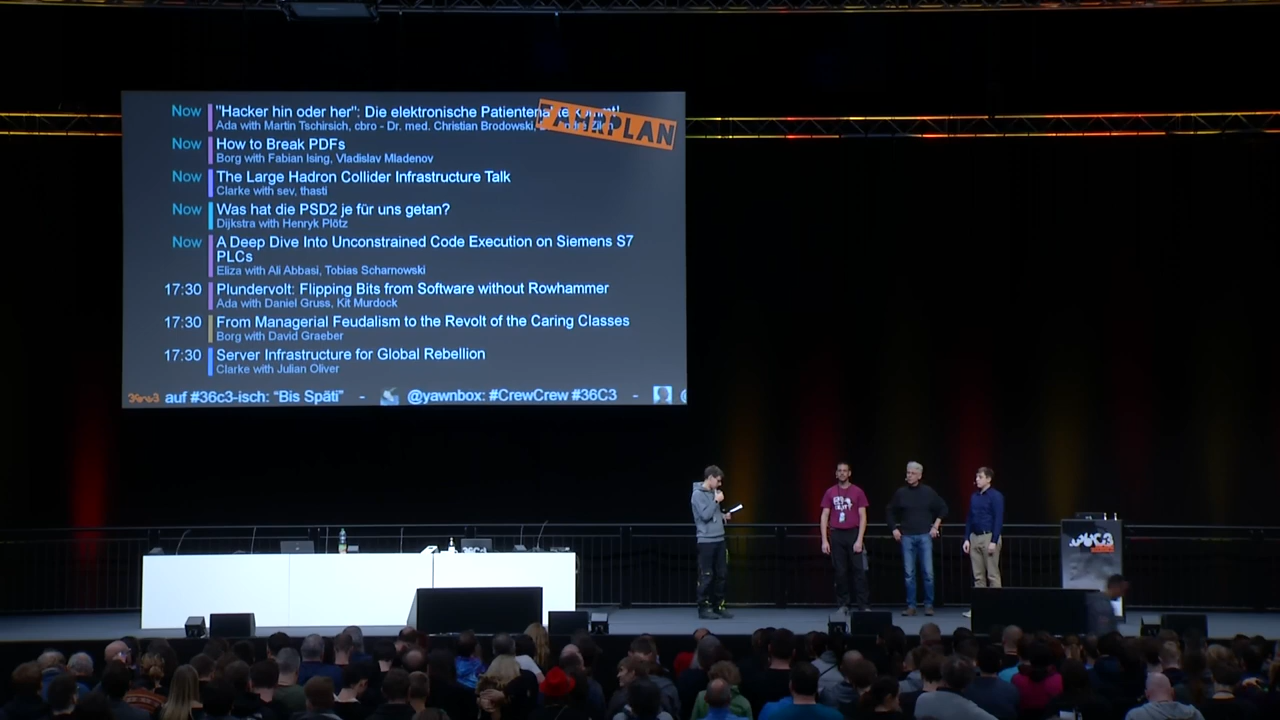 Now "Hacker hin oder her": Die elektronische Patientenakte kommt!
Ada with Martin Tschirsich, cbro - Dr. med. Christian Brodowski,
ZEITPLAN
Now How to Break PDFs
Borg with Fabian Ising, Vladislav Mladenov
Now The Large Hadron Collider Infrastructure Talk
Clarke with sev, thasti
Now Was hat die PSD2 je für uns getan?
Dijkstra with Henryk Plötz
Now A Deep Dive Into Unconstrained Code Execution on Siemens S7
PLCs
Eliza with Ali Abbasi, Tobias Scharnowski
17:30 Plundervolt: Flipping Bits from Software without Rowhammer
Ada with Daniel Gruss, Kit Murdock
17:30 From Managerial Feudalism to the Revolt of the Caring Classes
Borg with David Graeber
17:30 Server Infrastructure for Global Rebellion
Clarke with Julian Oliver
36c3 auf #36c3-isch: “Bis Späti” - @yawnbox: #CrewCrew #36C3 -
36C3
36C3